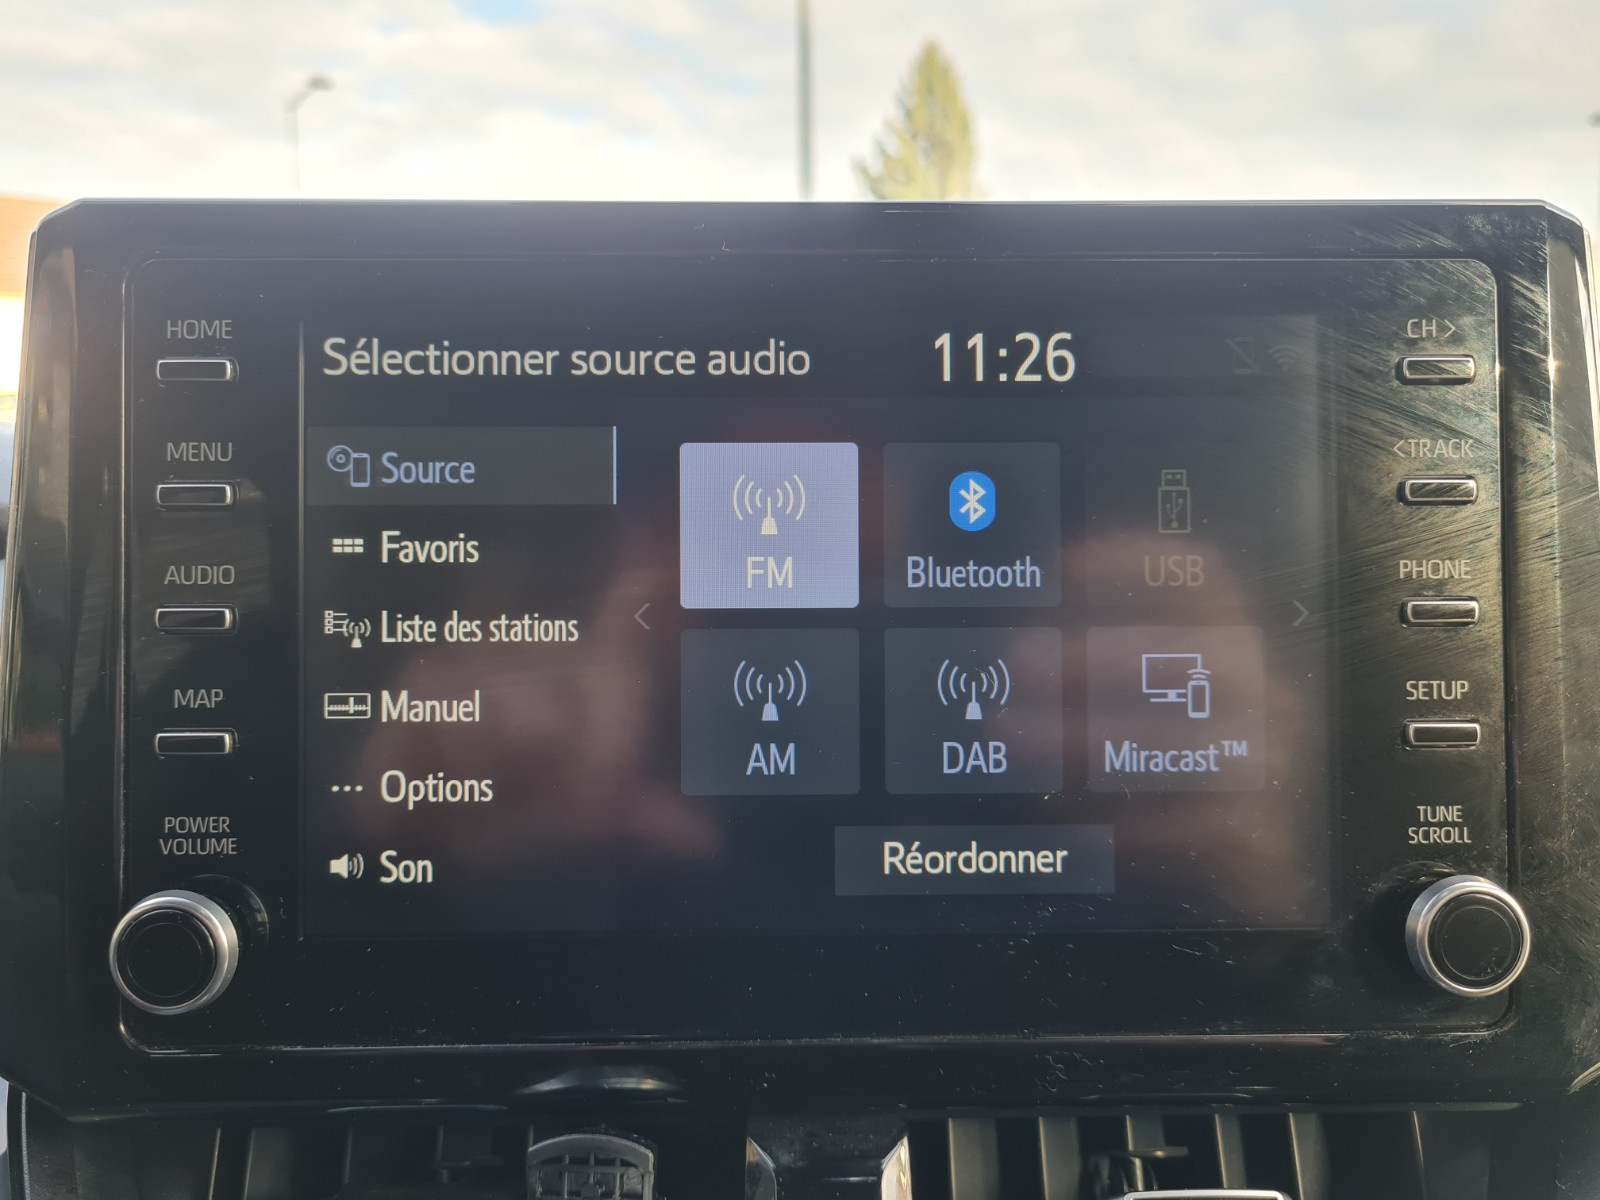 HOME
MENU
AUDIO
MAP
POWER
VOLUME
Sélectionner source audio
11:26
Source
Favoris
Liste des stations
Manuel
Options
Son
FM
Bluetooth
USB
AM
DAB
Miracast™
Réordonner
CH>
<TRACK
PHONE
SETUP
TUNE
SCROLL